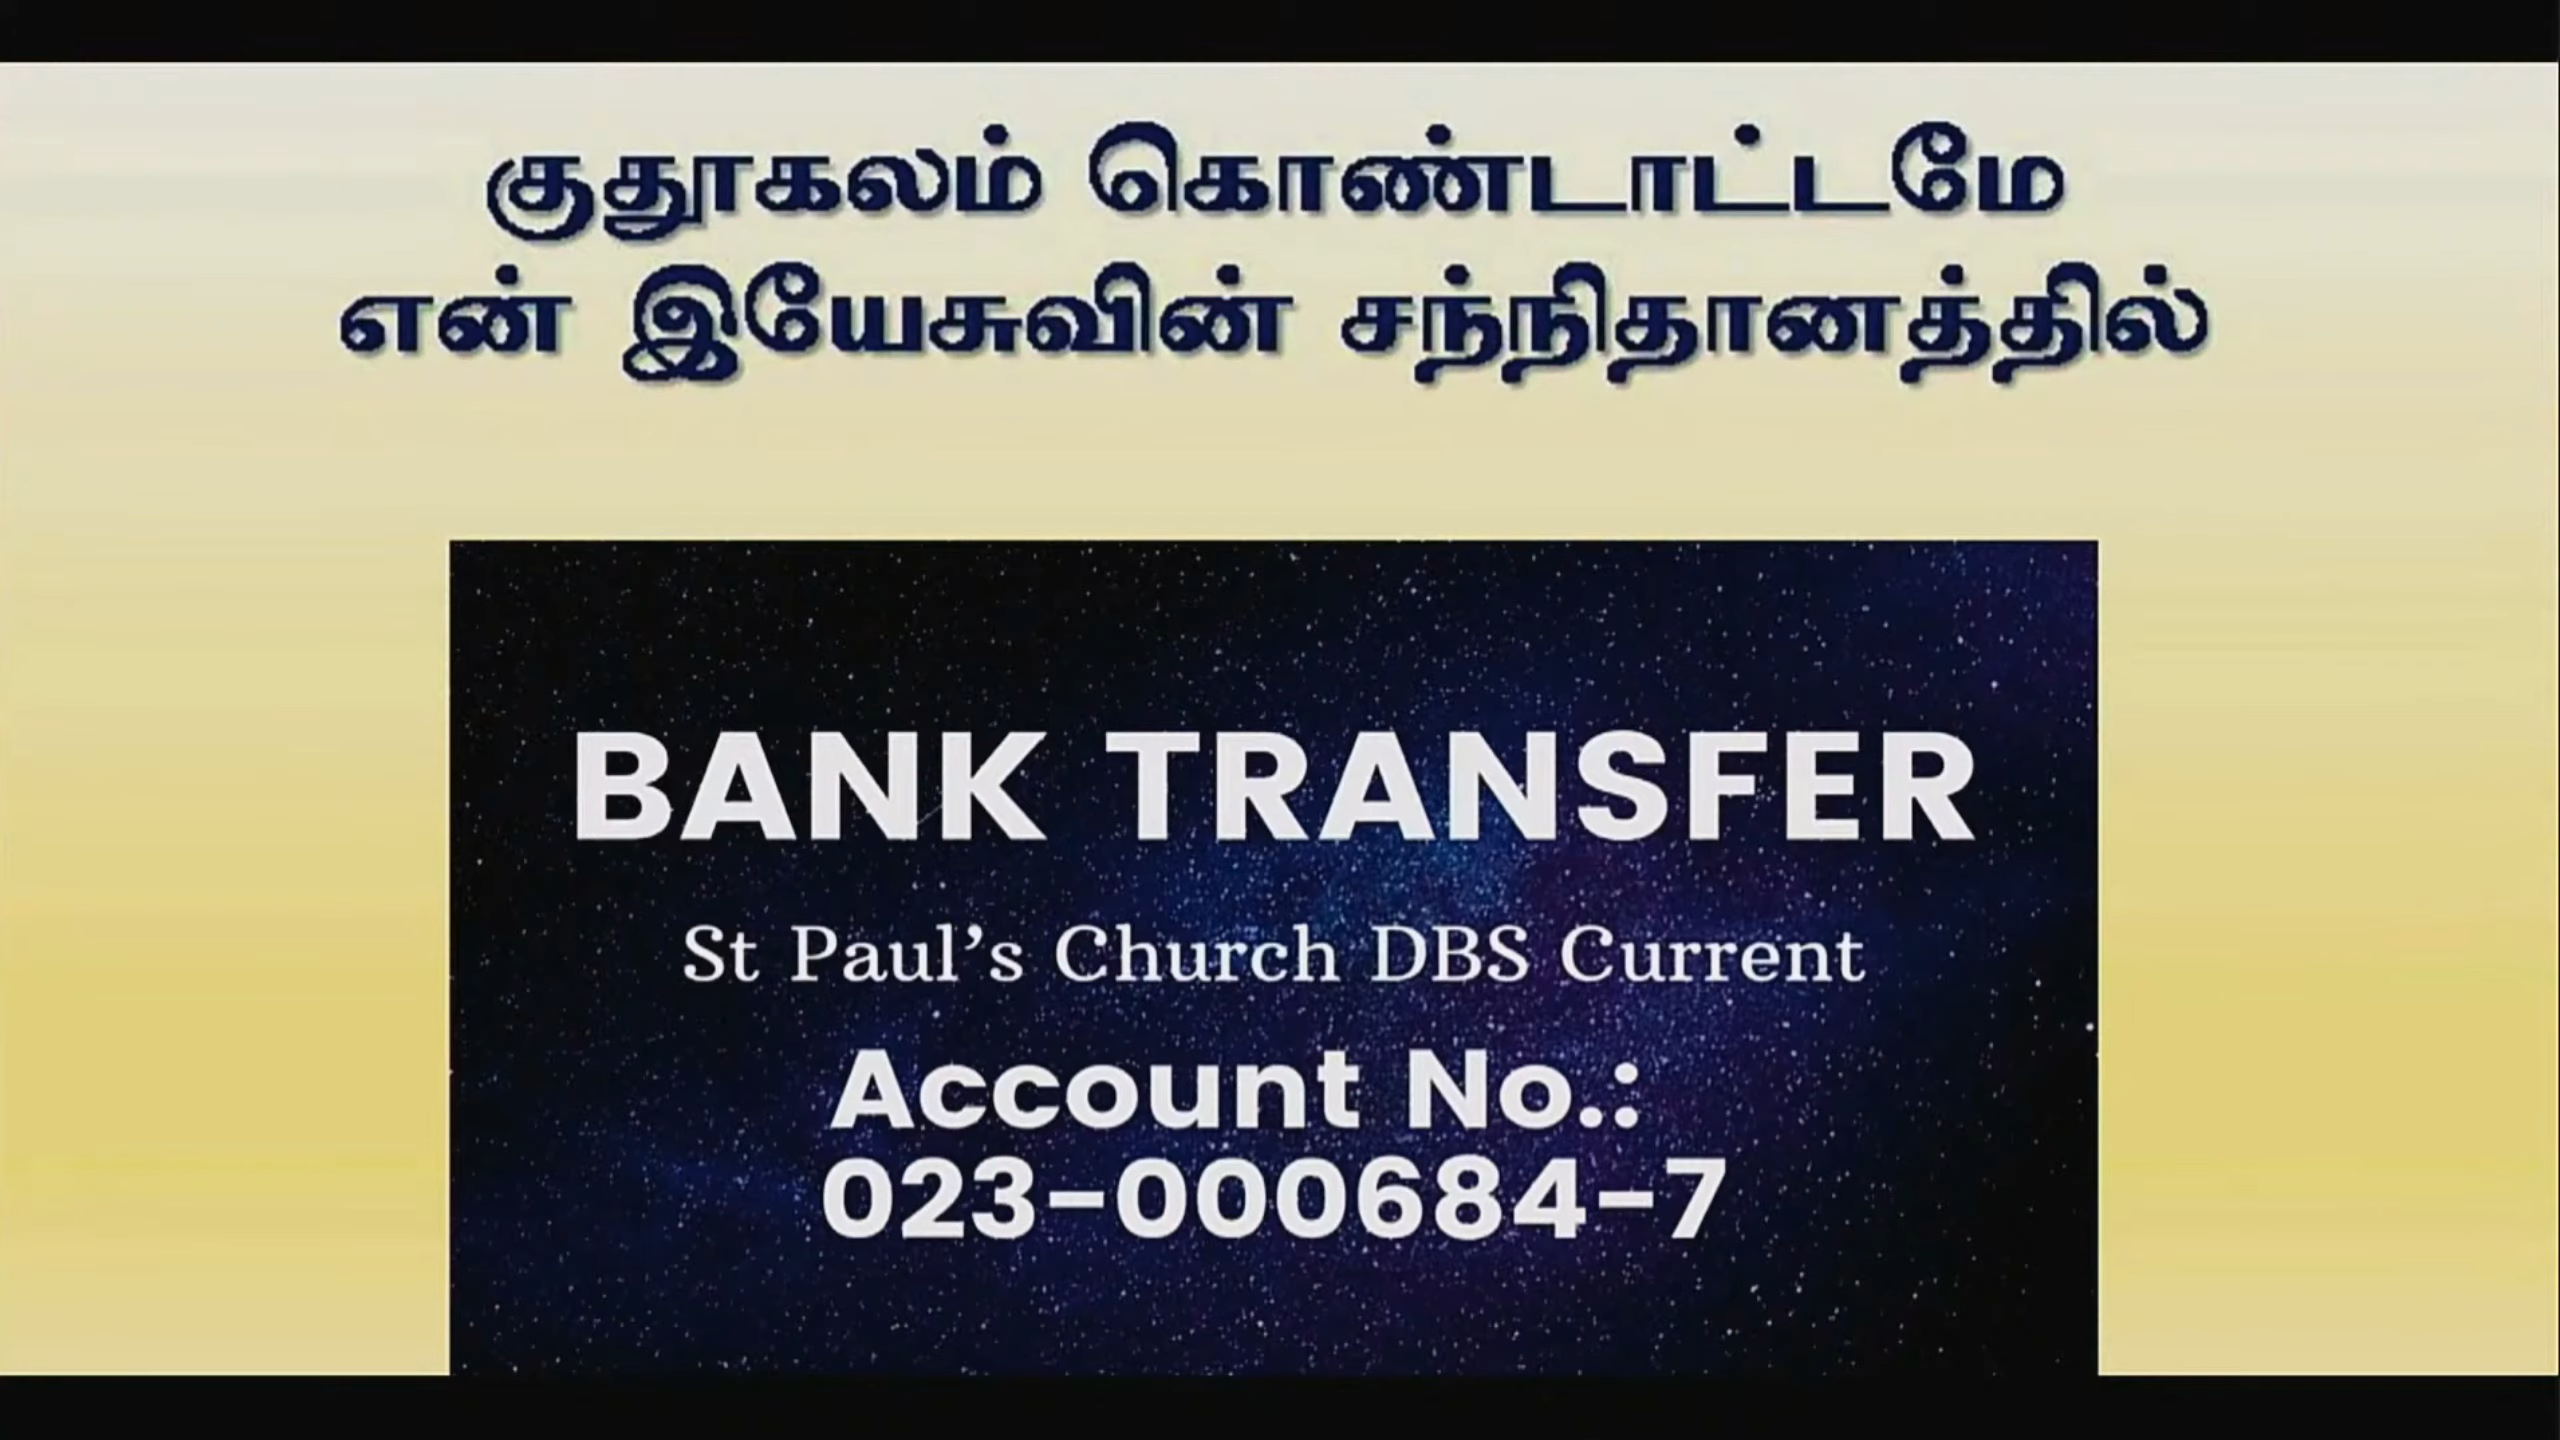 குதூகலம் கொண்டாட்டமே
என் இயேசுவின் சந்நிதானத்தில்
BANK TRANSFER
St Paul’s Church DBS Current
Account No.:
023-000684-7